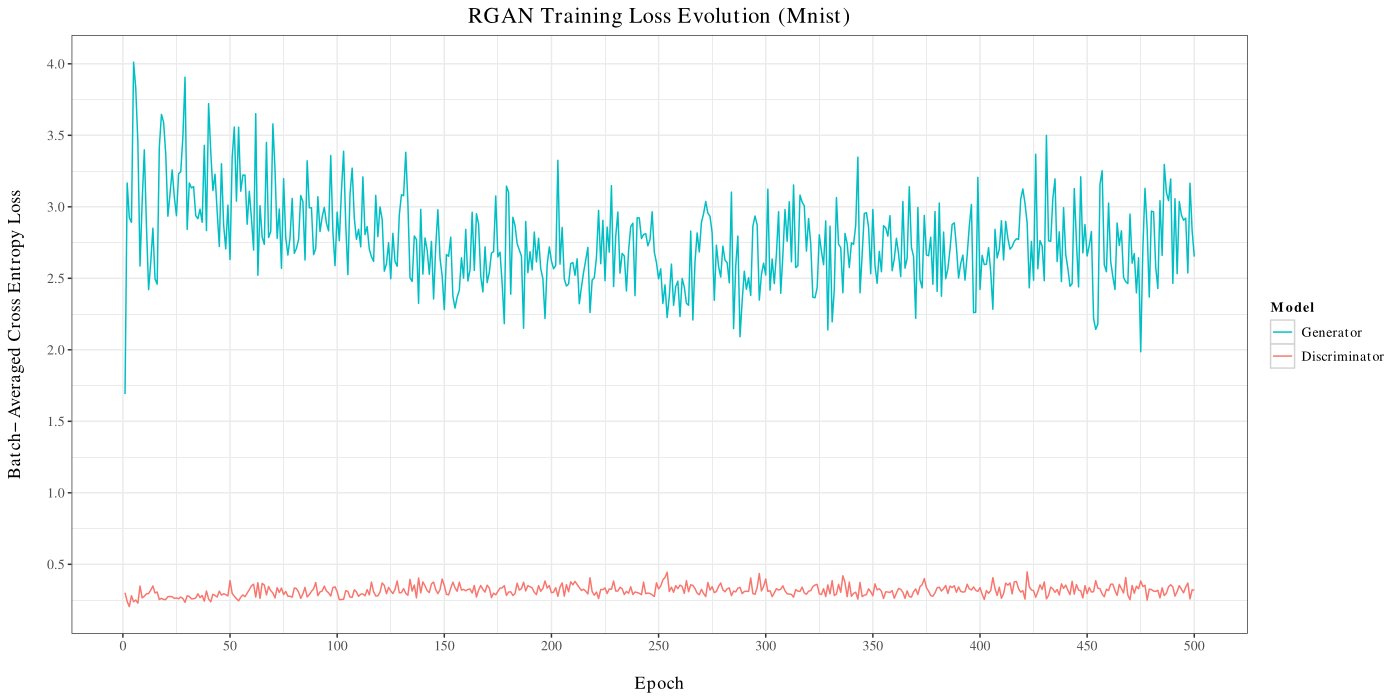 RGAN Training Loss Evolution (Mnist)
Batch− Averaged Cross Entropy Loss
4.0
3.5
3.0
2.5
2.0
1.5
1.0
0.5
0 50 100 150 200 250 300 350 400 450 500
Epoch
Model
Generator
Discriminator